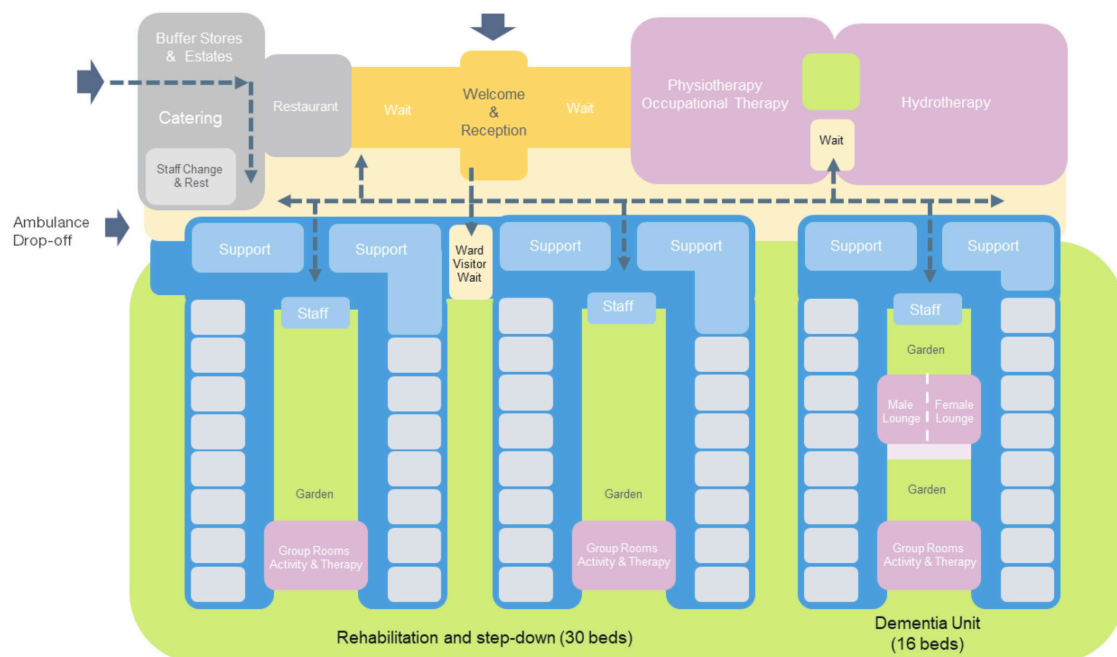 Buffer Stores
& Estates
Catering
Staff Change
& Rest
Restaurant
Wait
Welcome
&
Reception
Wait
Physiotherapy
Occupational Therapy
Hydrotherapy
Wait
Ambulance
Drop-off
Support
Support
Ward
Visitor
Wait
Support
Support
Support
Support
Staff
Staff
Staff
Garden
Male
Lounge
Female
Lounge
Garden
Garden
Garden
Group Rooms
Activity & Therapy
Group Rooms
Activity & Therapy
Group Rooms
Activity & Therapy
Rehabilitation and step-down (30 beds)
Dementia Unit
(16 beds)